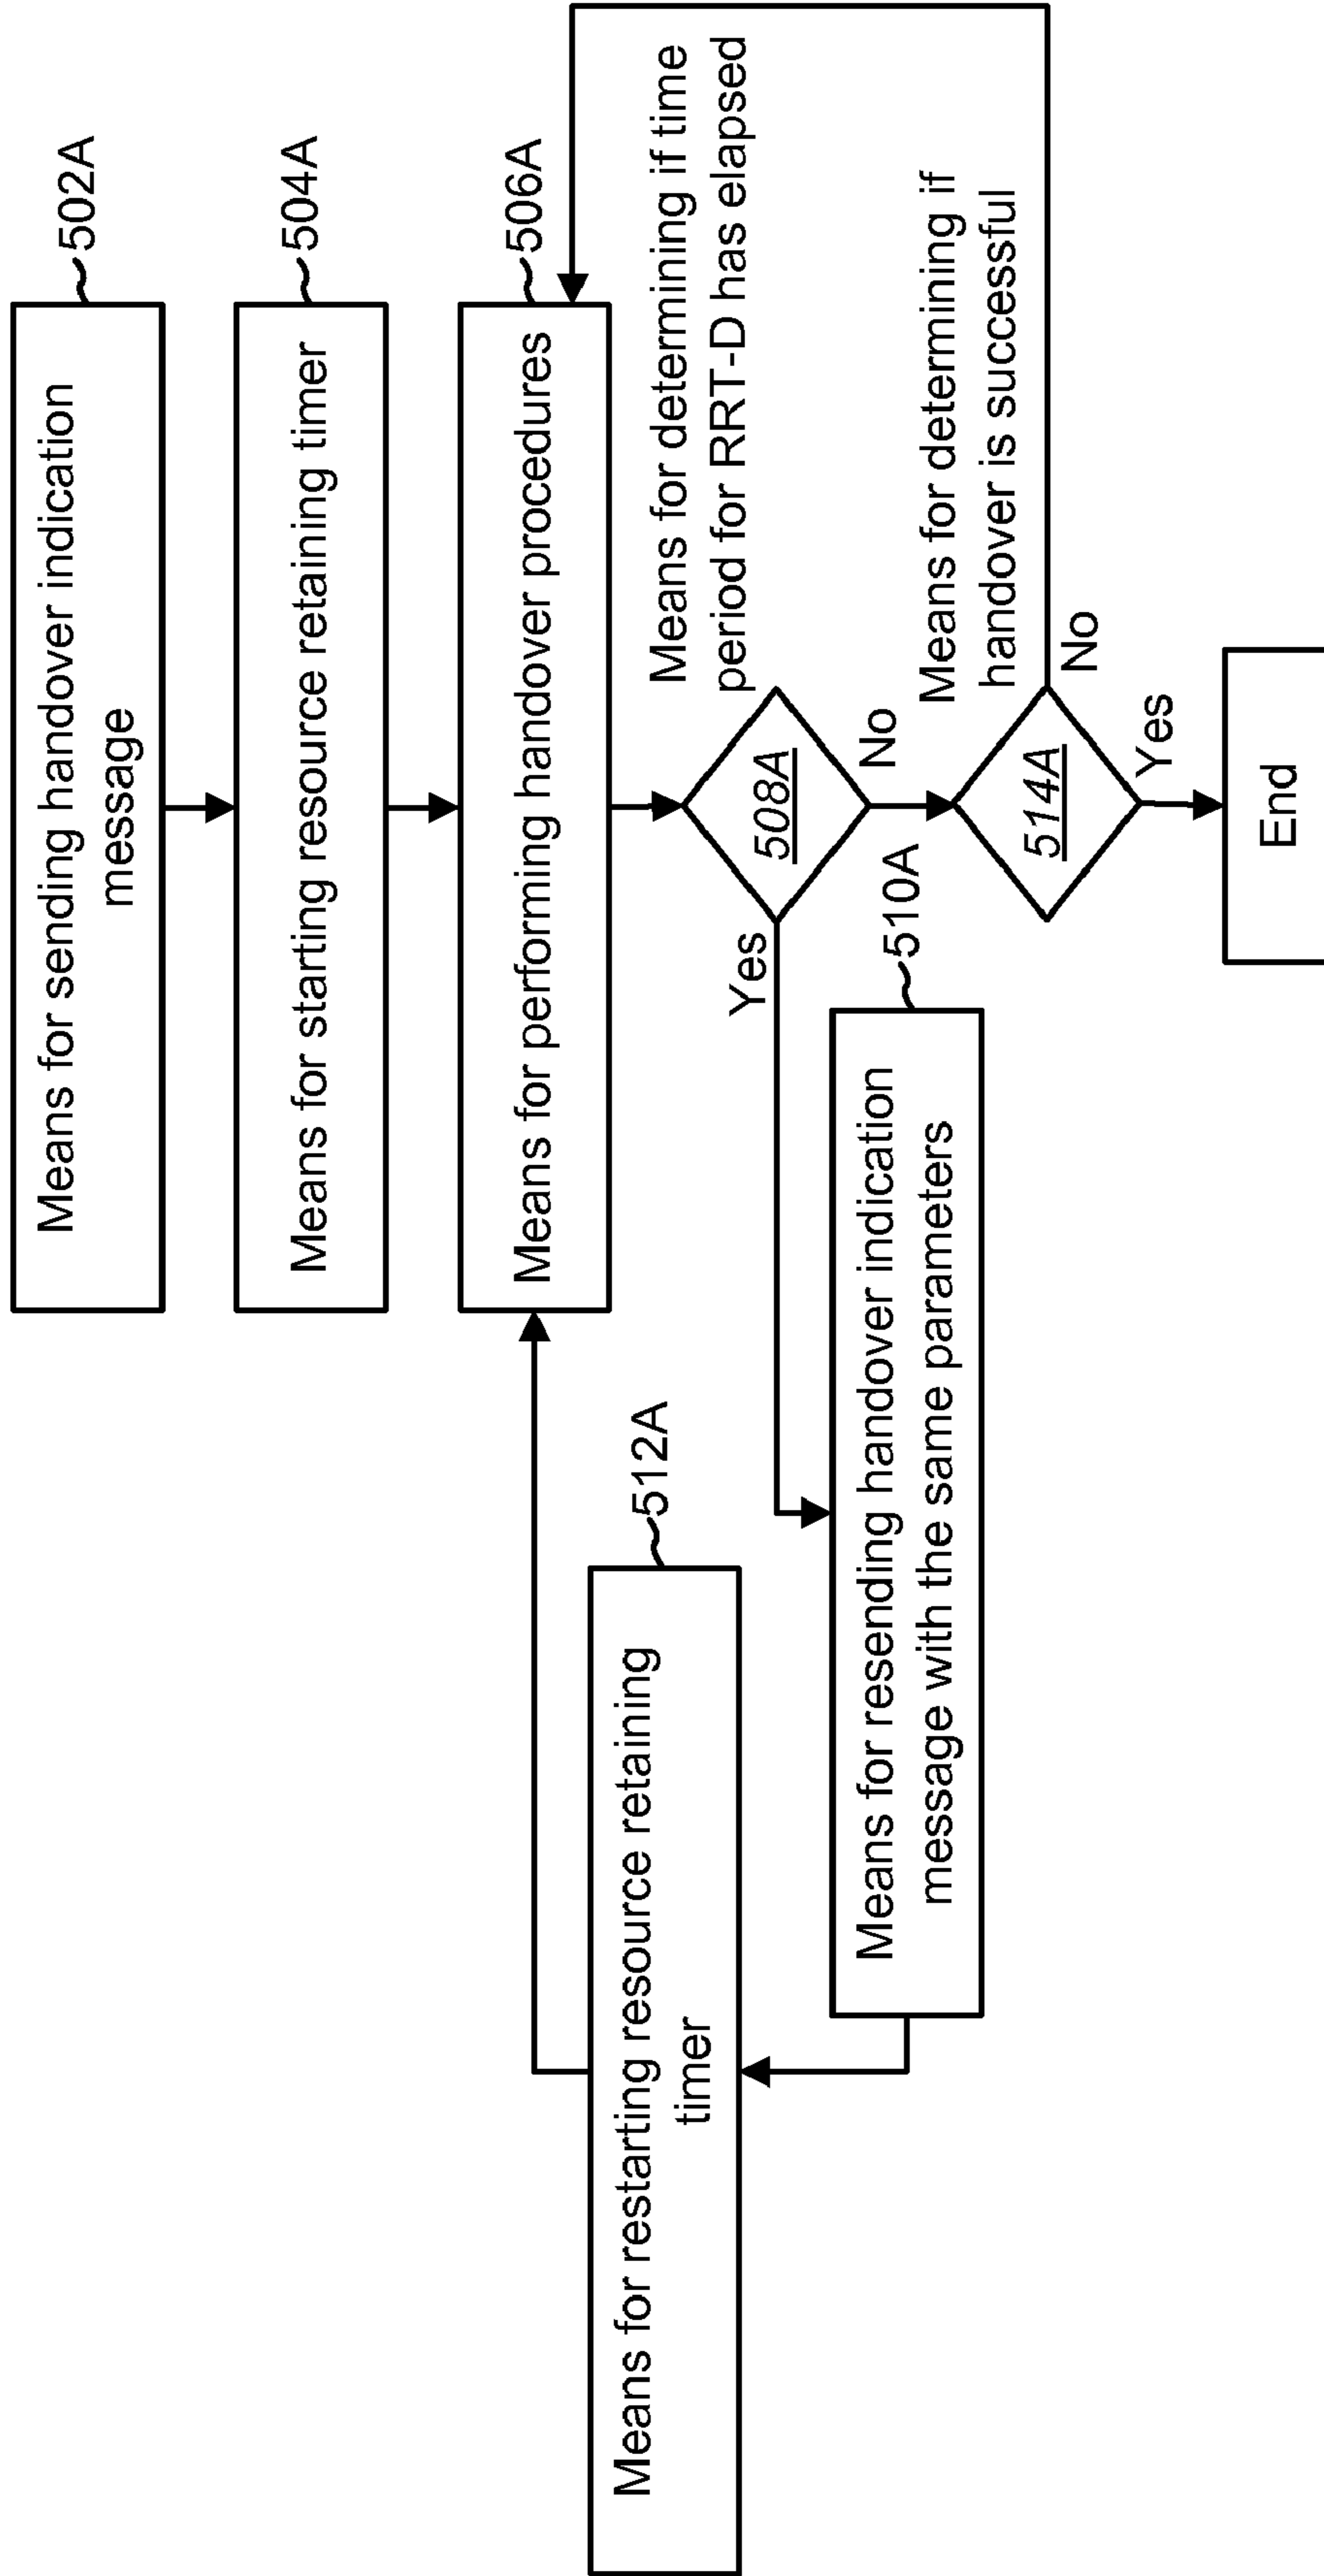 Means for sending handover indication
message
502A
Means for starting resource retaining timer
504A
Means for performing handover procedures
506A
Means for determining if time
period for RRT-D has elapsed
508A
Yes
No
Means for resending handover indication
message with the same parameters
510A
Means for restarting resource retaining
timer
512A
Means for determining if
handover is successful
514A
No
Yes
End